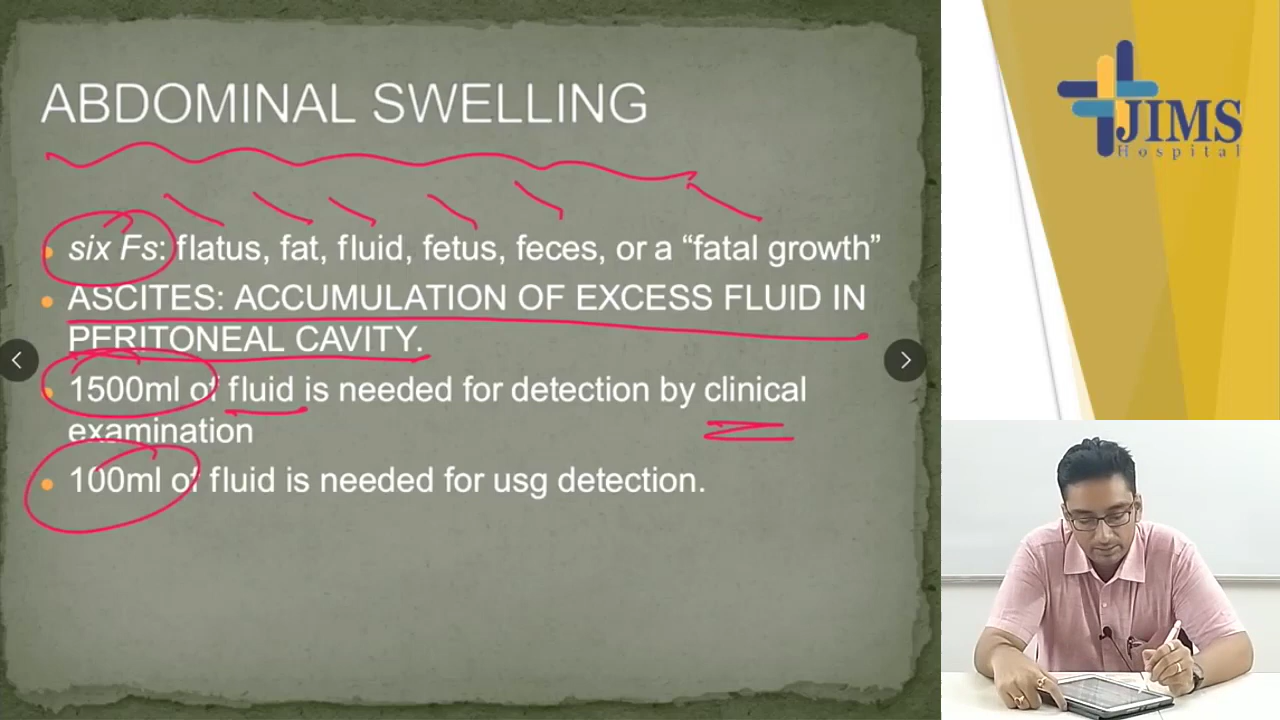 ABDOMINAL SWELLING
six Fs: flatus, fat, fluid, fetus, feces, or a “fatal growth”
ASCITES: ACCUMULATION OF EXCESS FLUID IN
PERITONEAL CAVITY.
1500ml of fluid is needed for detection by clinical
examination
100ml of fluid is needed for usg detection.
JIMS
Hospital